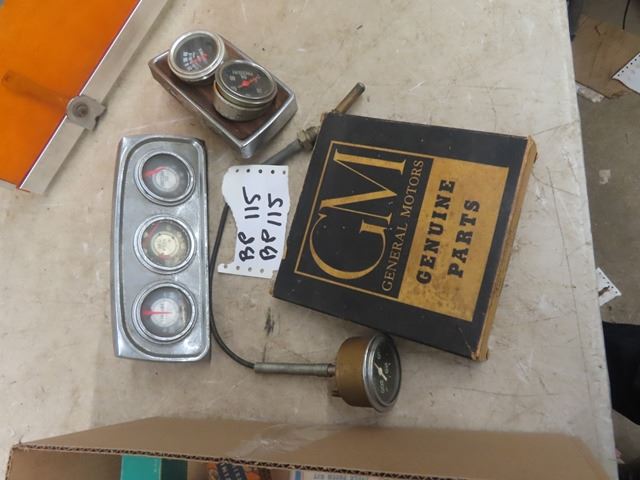 BP 115
BP 115
GM
GENERAL MOTORS
GENUINE
PARTS